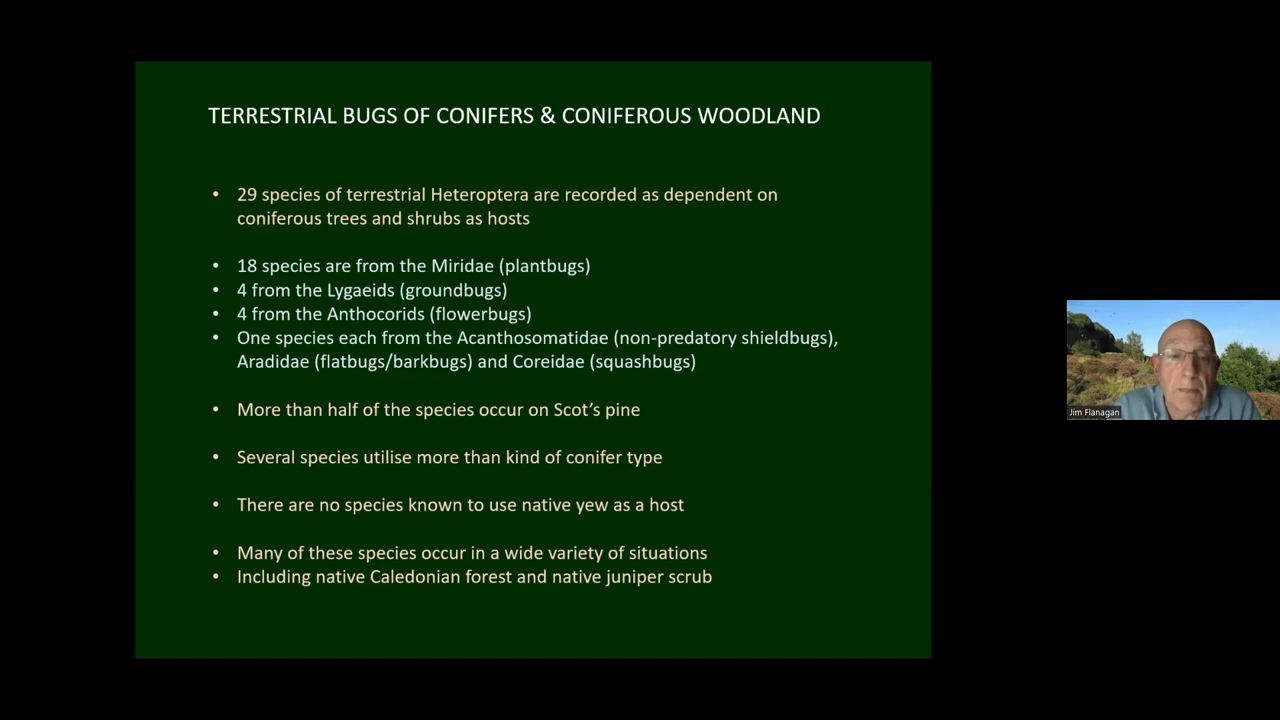 TERRESTRIAL BUGS OF CONIFERS & CONIFEROUS WOODLAND
• 29 species of terrestrial Heteroptera are recorded as dependent on
coniferous trees and shrubs as hosts
• 18 species are from the Miridae (plantbugs)
• 4 from the Lygaeids (groundbugs)
• 4 from the Anthocorids (flowerbugs)
• One species each from the Acanthosomatidae (non-predatory shieldbugs),
Aradidae (flatbugs/barkbugs) and Coreidae (squashbugs)
• More than half of the species occur on Scot's pine
• Several species utilise more than kind of conifer type
• There are no species known to use native yew as a host
• Many of these species occur in a wide variety of situations
• Including native Caledonian forest and native juniper scrub
Jim Flanagan